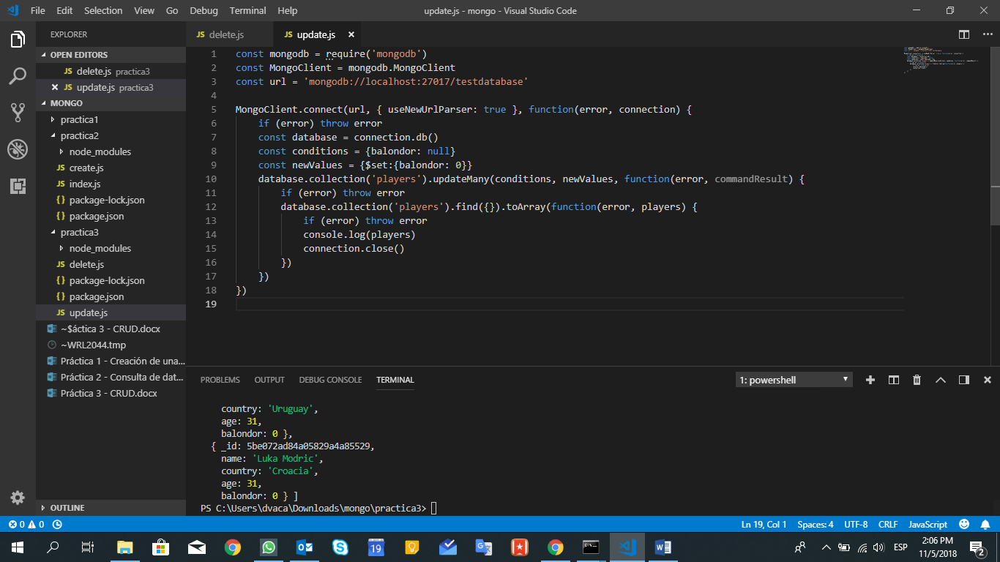 File Edit Selection View Go Debug Terminal Help
update.js - mongo - Visual Studio Code
EXPLORER
OPEN EDITORS
JS delete.js practica3
JS update.js practica3
MONGO
practica1
practica2
node_modules
JS create.js
JS index.js
{} package-lock.json
{} package.json
practica3
node_modules
JS delete.js
{} package-lock.json
{} package.json
JS update.js
~$áctica 3 - CRUD.docx
~WRL2044.tmp
Práctica 1 - Creación de una...
Práctica 2 - Consulta de dat...
Práctica 3 - CRUD.docx
OUTLINE
JS delete.js
JS update.js
1 const mongodb = require('mongodb')
2 const MongoClient = mongodb.MongoClient
3 const url = 'mongodb://localhost:27017/testdatabase'
4
5 MongoClient.connect(url, { useNewUrlParser: true }, function(error, connection) {
6 if (error) throw error
7 const database = connection.db()
8 const conditions = {balondor: null}
9 const newValues = {$set:{balondor: 0}}
10 database.collection('players').updateMany(conditions, newValues, function(error, commandResult) {
11 if (error) throw error
12 database.collection('players').find({}).toArray(function(error, players) {
13 if (error) throw error
14 console.log(players)
15 connection.close()
16 })
17 })
18 })
19
PROBLEMS OUTPUT DEBUG CONSOLE TERMINAL
1: powershell
country: 'Uruguay',
age: 31,
balondor: 0 },
{ _id: 5be072ad84a05829a4a85529,
name: 'Luka Modric',
country: 'Croacia',
age: 31,
balondor: 0 } ]
PS C:\Users\dvaca\Downloads\mongo\practica3>
0 0
Ln 19, Col 1 Spaces: 4 UTF-8 CRLF JavaScript
19
ESP
2:06 PM
11/5/2018
2